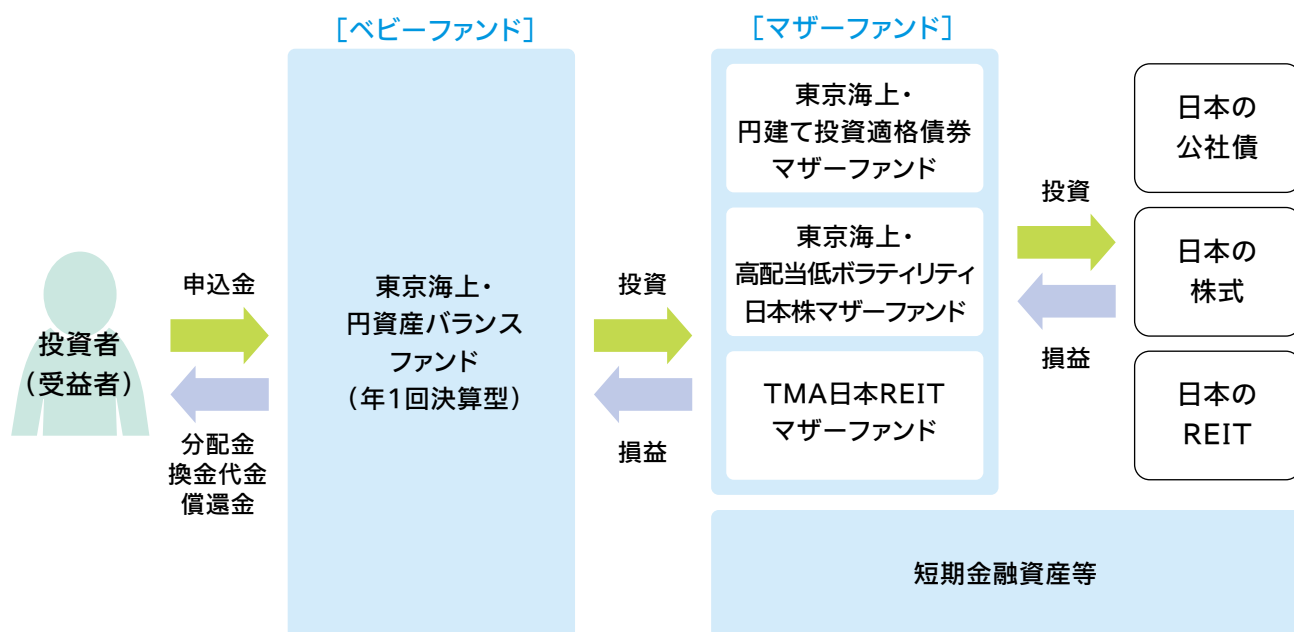 ［ベビーファンド］
［マザーファンド］
投資者
（受益者）
申込金
分配金
換金代金
償還金
東京海上・
円資産バランス
ファンド
（年1回決算型）
投資
損益
東京海上・
円建て投資適格債券
マザーファンド
東京海上・
高配当低ボラティリティ
日本株マザーファンド
TMA日本REIT
マザーファンド
投資
損益
日本の
公社債
日本の
株式
日本の
REIT
短期金融資産等